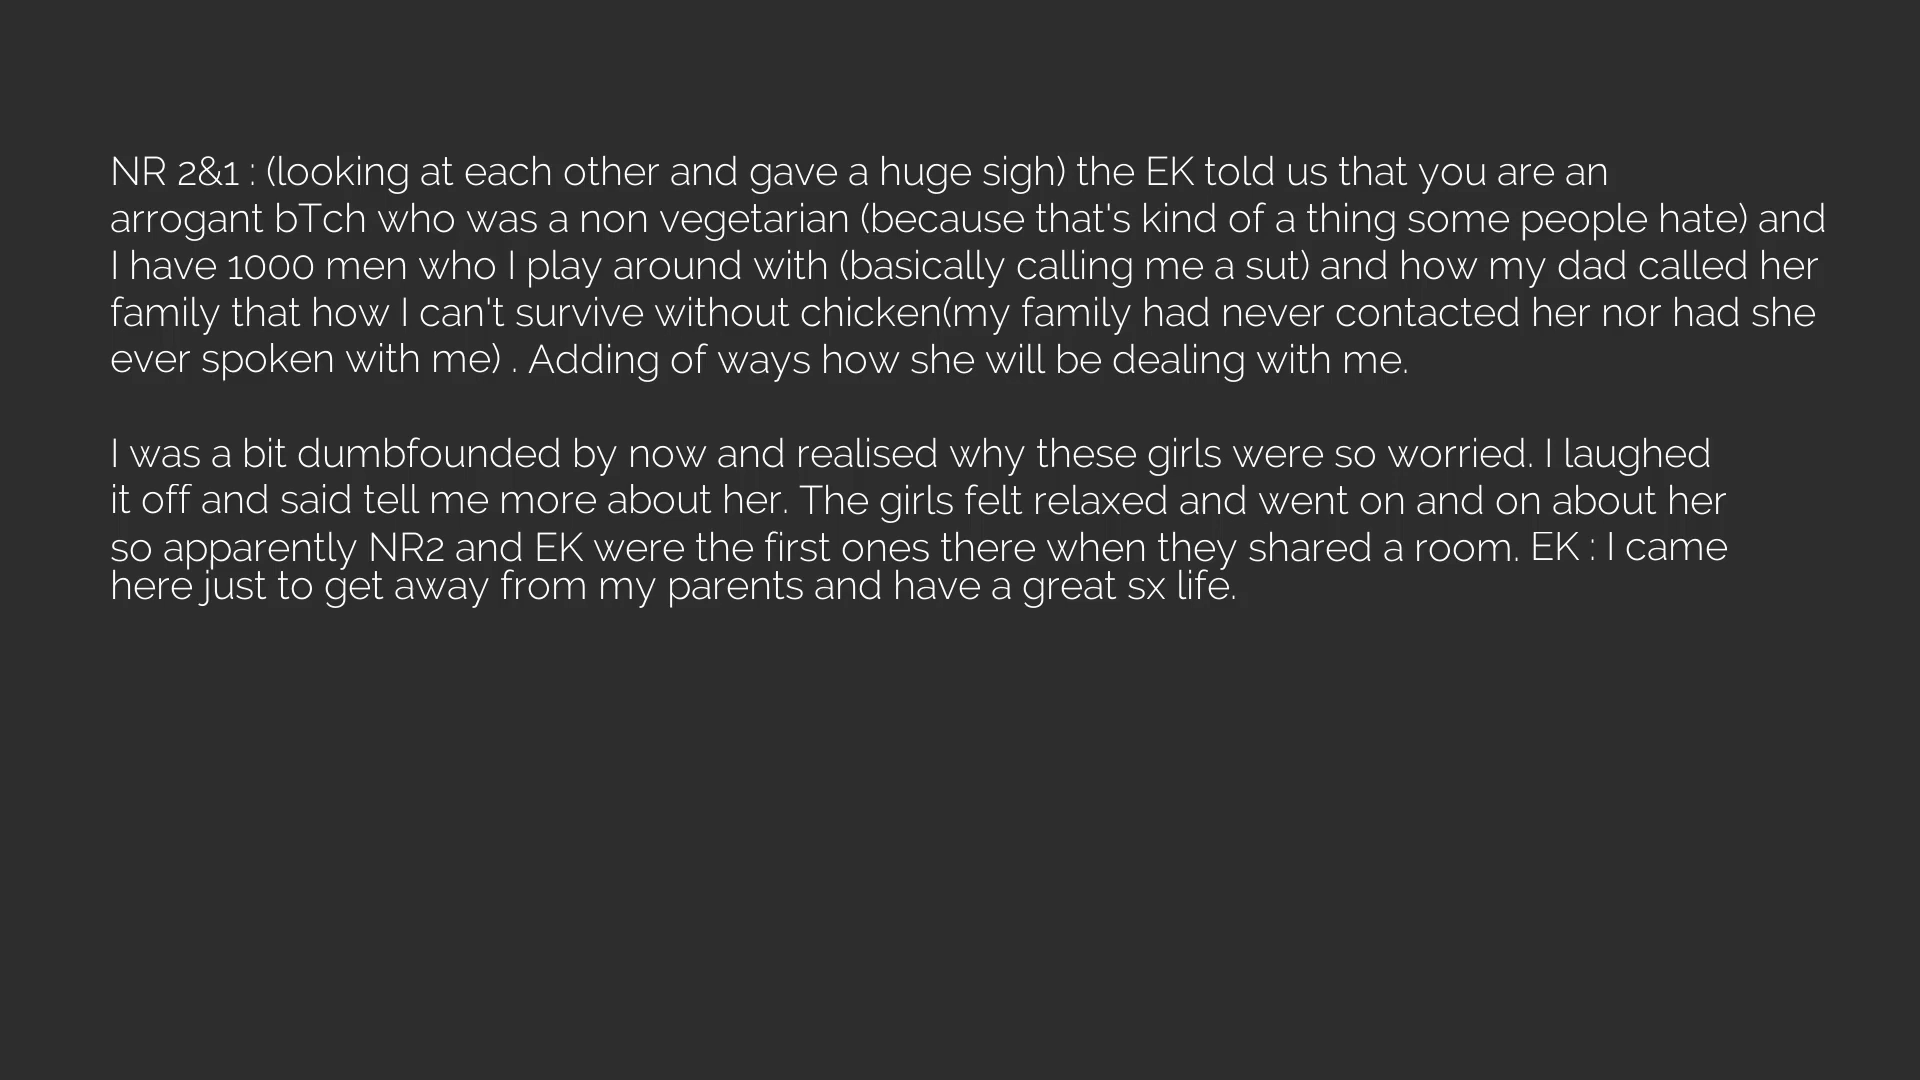 NR 2&1 : (looking at each other and gave a huge sigh) the EK told us that you are an
arrogant bTch who was a non vegetarian (because that's kind of a thing some people hate) and
I have 1000 men who I play around with (basically calling me a sut) and how my dad called her
family that how I can't survive without chicken(my family had never contacted her nor had she
ever spoken with me) . Adding of ways how she will be dealing with me.
I was a bit dumbfounded by now and realised why these girls were so worried. I laughed
it off and said tell me more about her. The girls felt relaxed and went on and on about her
so apparently NR2 and EK were the first ones there when they shared a room. EK : I came
here just to get away from my parents and have a great sx life.